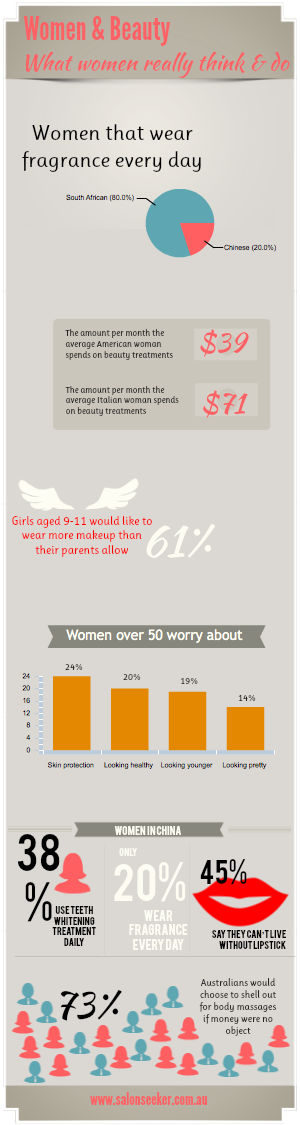 Women & Beauty
What women really think & do
Women that wear
fragrance every day
South African (80.0%)
Chinese (20.0%)
The amount per month the
average American woman
spends on beauty treatments
$39
The amount per month the
average Italian woman spends
on beauty treatments
$71
Girls aged 9-11 would like to
wear more makeup than
their parents allow
61%
Women over 50 worry about
24
20
16
12
8
4
0
24%
20%
19%
14%
Skin protection
Looking healthy
Looking younger
Looking pretty
WOMEN IN CHINA
38
%
USE TEETH
WHITENING
TREATMENT
DAILY
ONLY
20%
WEAR
FRAGRANCE
EVERY DAY
45%
SAY THEY CAN'T LIVE
WITHOUT LIPSTICK
73%
Australians would
choose to shell out
for body massages
if money were no
object
www.salonseeker.com.au